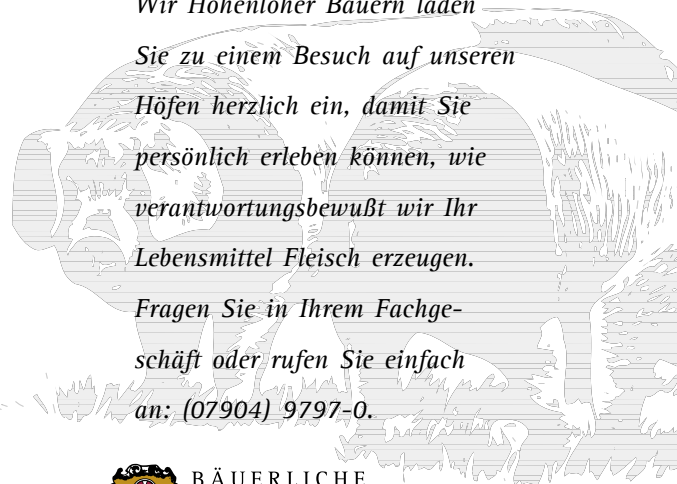 Wir Hohenloher Bauern laden
Sie zu einem Besuch auf unseren
Höfen herzlich ein, damit Sie
persönlich erleben können, wie
verantwortungsbewußt wir Ihr
Lebensmittel Fleisch erzeugen.
Fragen Sie in Ihrem Fachge-
schäft oder rufen Sie einfach
an: (07904) 9797-0.
BÄUERLICHE